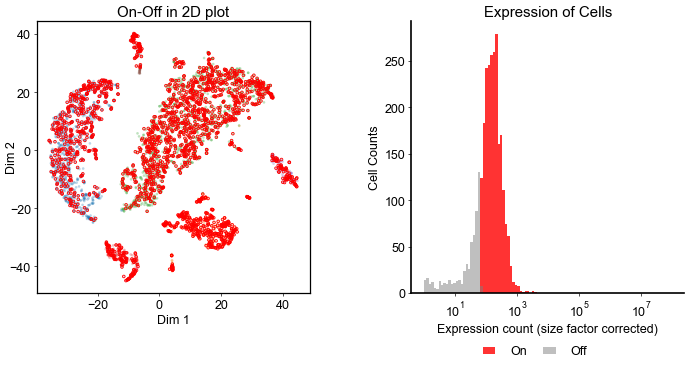 On-Off in 2D plot
Expression of Cells
40
20
0
−20
−40
Dim 2
−20 0 20 40
Dim 1
250
200
150
100
50
0
Cell Counts
10^1 10^3 10^5 10^7
Expression count (size factor corrected)
On Off